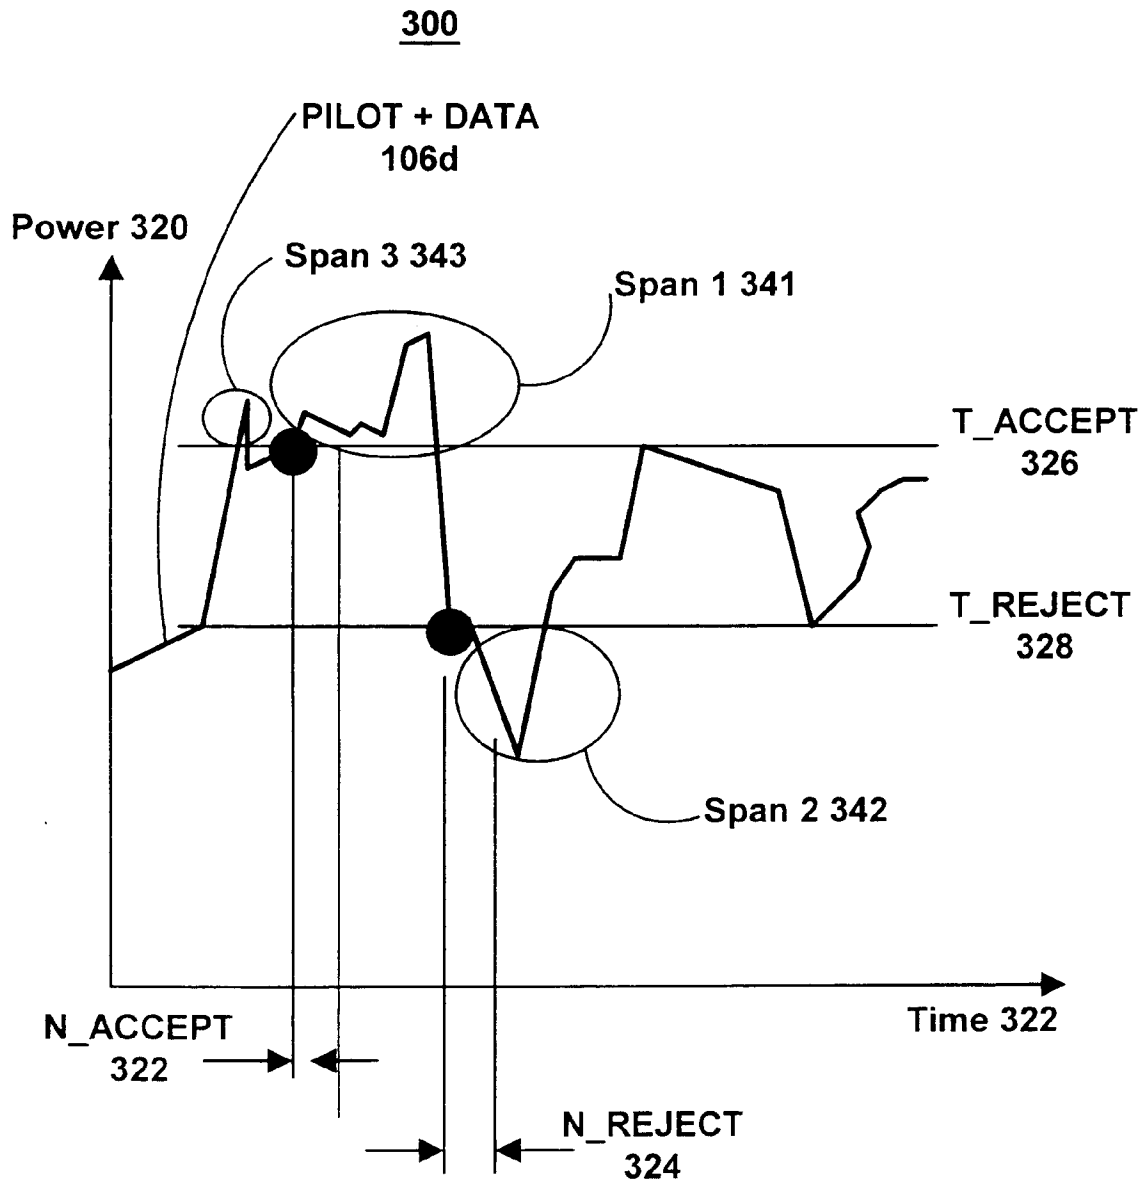 300
PILOT + DATA
106d
Power 320
Span 3 343
Span 1 341
T_ACCEPT
326
T_REJECT
328
Span 2 342
Time 322
N_ACCEPT
322
N_REJECT
324